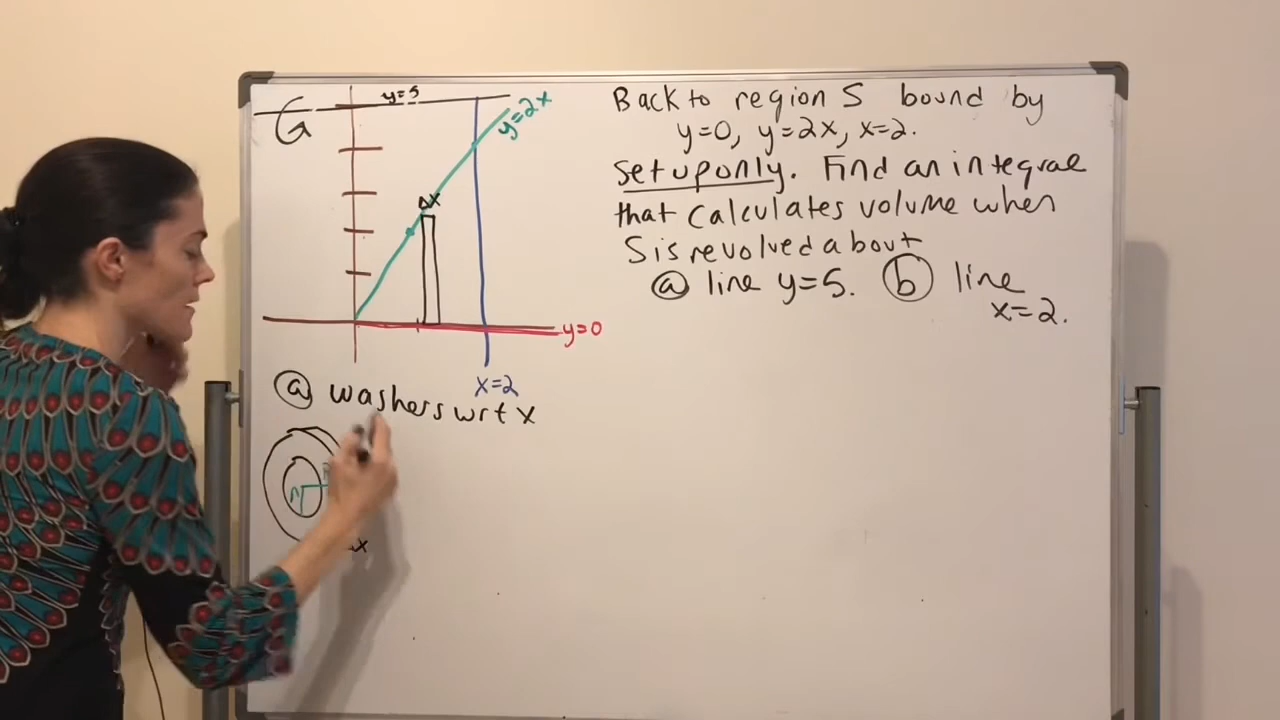 y=5
y=2x
Δx
y=0
x=2
Back to region S bound by
y=0, y=2x, x=2.
set up only. Find an integral
that calculates volume when
S is revolved about
(a) line y=5. (b) line
x=2.
(a) washers wrt x
r